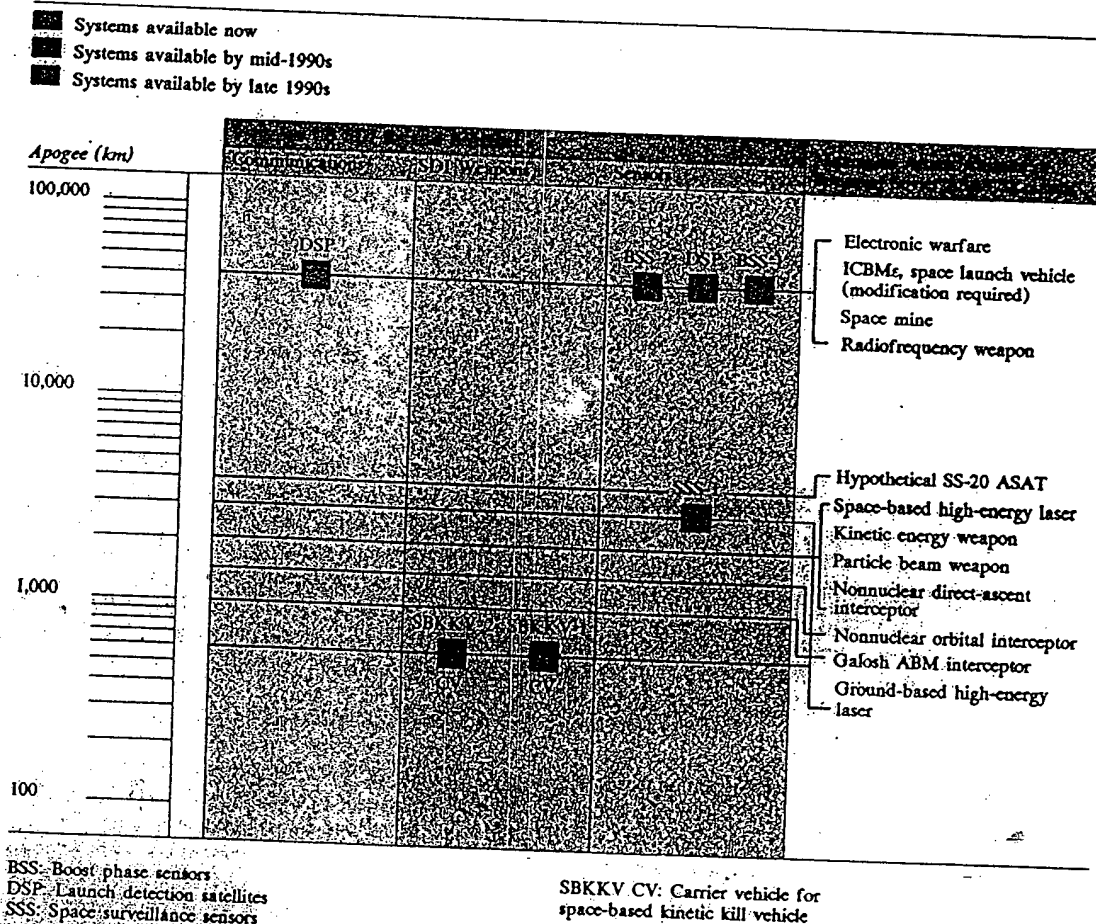 Systems available now
Systems available by mid-1990s
Systems available by late 1990s
Apogee (km)
Communications
SDI Weapons
Sensors
100,000
10,000
1,000
100
DSP
BSS
DSP
BSS
SSS
SBKKV
CV
SBKKV
CV
Electronic warfare
ICBMs, space launch vehicle
(modification required)
Space mine
Radiofrequency weapon
Hypothetical SS-20 ASAT
Space-based high-energy laser
Kinetic energy weapon
Particle beam weapon
Nonnuclear direct-ascent
interceptor
Nonnuclear orbital interceptor
Galosh ABM interceptor
Ground-based high-energy
laser
BSS: Boost phase sensors
DSP: Launch detection satellites
SSS: Space surveillance sensors
SBKKV CV: Carrier vehicle for
space-based kinetic kill vehicle